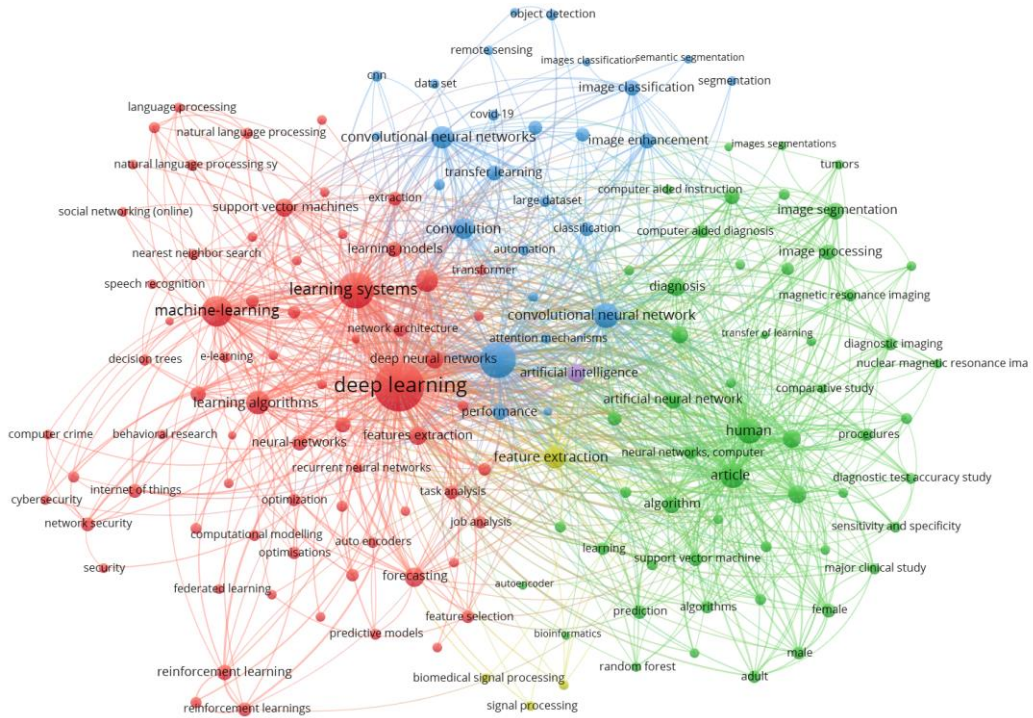 object detection
remote sensing
images classification
semantic segmentation
cnn
data set
image classification
segmentation
language processing
covid-19
natural language processing
convolutional neural networks
image enhancement
images segmentations
natural language processing sy
transfer learning
tumors
extraction
computer aided instruction
social networking (online)
support vector machines
large dataset
image segmentation
convolution
classification
computer aided diagnosis
nearest neighbor search
learning models
automation
image processing
speech recognition
learning systems
transformer
diagnosis
magnetic resonance imaging
machine-learning
network architecture
convolutional neural network
transfer of learning
attention mechanisms
diagnostic imaging
decision trees
e-learning
deep neural networks
artificial intelligence
nuclear magnetic resonance ima
deep learning
comparative study
learning algorithms
performance
artificial neural network
computer crime
behavioral research
neural-networks
features extraction
human
procedures
feature extraction
neural networks, computer
recurrent neural networks
internet of things
task analysis
article
diagnostic test accuracy study
cybersecurity
optimization
algorithm
network security
computational modelling
job analysis
sensitivity and specificity
auto encoders
optimisations
learning
support vector machine
security
forecasting
major clinical study
federated learning
autoencoder
feature selection
prediction
algorithms
female
predictive models
bioinformatics
male
reinforcement learning
random forest
biomedical signal processing
adult
reinforcement learnings
signal processing